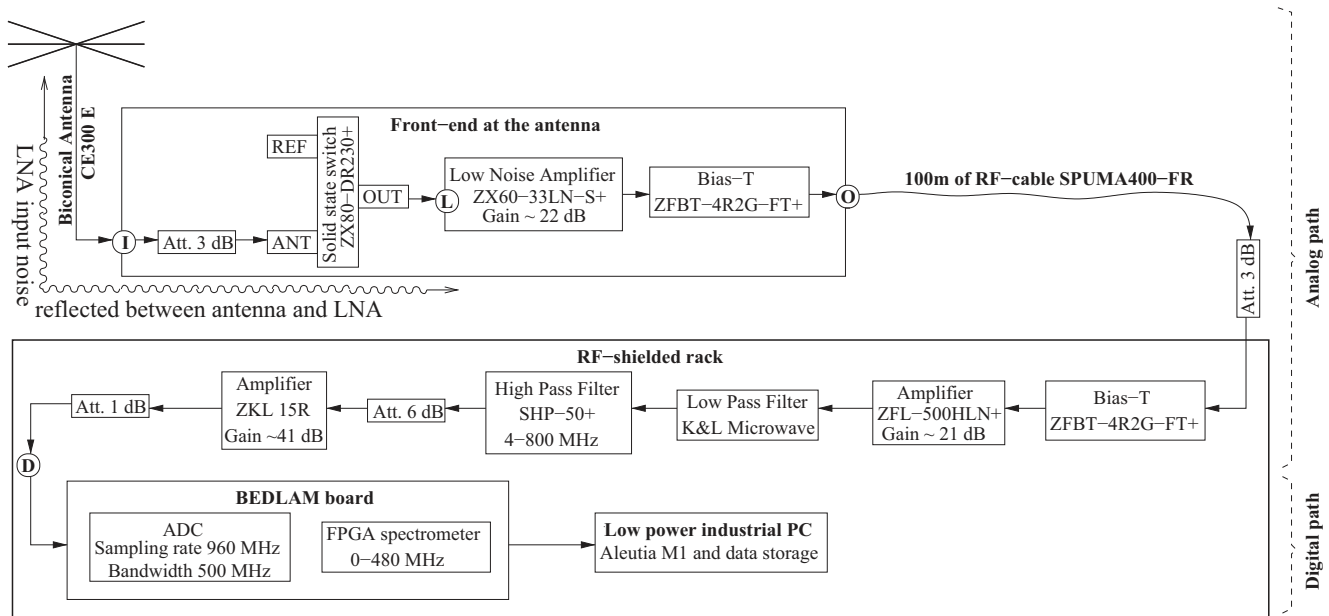 Biconical Antenna
CE300 E
LNA input noise
reflected between antenna and LNA
Front−end at the antenna
I
Att. 3 dB
REF
ANT
Solid state switch
ZX80−DR230+
OUT
L
Low Noise Amplifier
ZX60−33LN−S+
Gain ~ 22 dB
Bias−T
ZFBT−4R2G−FT+
O
100m of RF−cable SPUMA400−FR
Att. 3 dB
Analog path
RF−shielded rack
Bias−T
ZFBT−4R2G−FT+
Amplifier
ZFL−500HLN+
Gain ~ 21 dB
Low Pass Filter
K&L Microwave
High Pass Filter
SHP−50+
4−800 MHz
Att. 6 dB
Amplifier
ZKL 15R
Gain ~41 dB
Att. 1 dB
D
BEDLAM board
ADC
Sampling rate 960 MHz
Bandwidth 500 MHz
FPGA spectrometer
0−480 MHz
Low power industrial PC
Aleutia M1 and data storage
Digital path